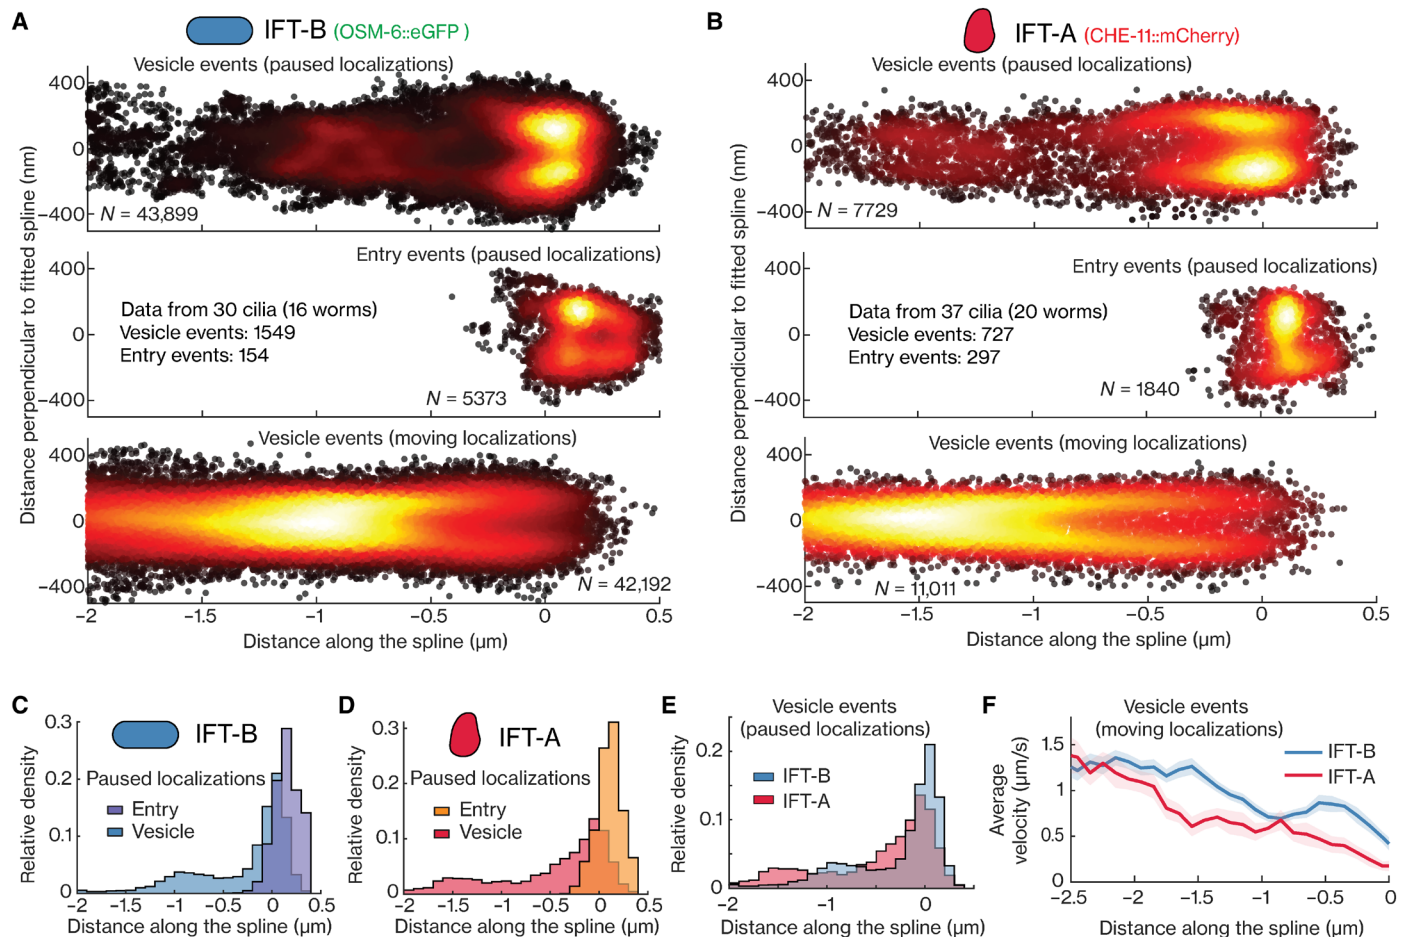 A
IFT-B (OSM-6::eGFP )
Vesicle events (paused localizations)
400
0
−400
N = 43,899
Entry events (paused localizations)
400
0
−400
Data from 30 cilia (16 worms)
Vesicle events: 1549
Entry events: 154
N = 5373
Vesicle events (moving localizations)
400
0
−400
N = 42,192
−2 −1.5 −1 −0.5 0 0.5
Distance along the spline (μm)
Distance perpendicular to fitted spline (nm)
B
IFT-A (CHE-11::mCherry)
Vesicle events (paused localizations)
400
0
−400
N = 7729
Entry events (paused localizations)
400
0
−400
Data from 37 cilia (20 worms)
Vesicle events: 727
Entry events: 297
N = 1840
Vesicle events (moving localizations)
400
0
−400
N = 11,011
−2 −1.5 −1 −0.5 0 0.5
Distance along the spline (μm)
Distance perpendicular to fitted spline (nm)
C
IFT-B
Paused localizations
Entry
Vesicle
0.3
0.2
0.1
0
Relative density
−2 −1.5 −1 −0.5 0 0.5
Distance along the spline (μm)
D
IFT-A
Paused localizations
Entry
Vesicle
0.3
0.2
0.1
0
Relative density
−2 −1.5 −1 −0.5 0 0.5
Distance along the spline (μm)
E
Vesicle events
(paused localizations)
IFT-B
IFT-A
0.2
0.1
0
Relative density
−2 −1 0
Distance along the spline (μm)
F
Vesicle events
(moving localizations)
IFT-B
IFT-A
1.5
1
0.5
0
Average
velocity (μm/s)
−2.5 −2 −1.5 −1 −0.5 0
Distance along the spline (μm)